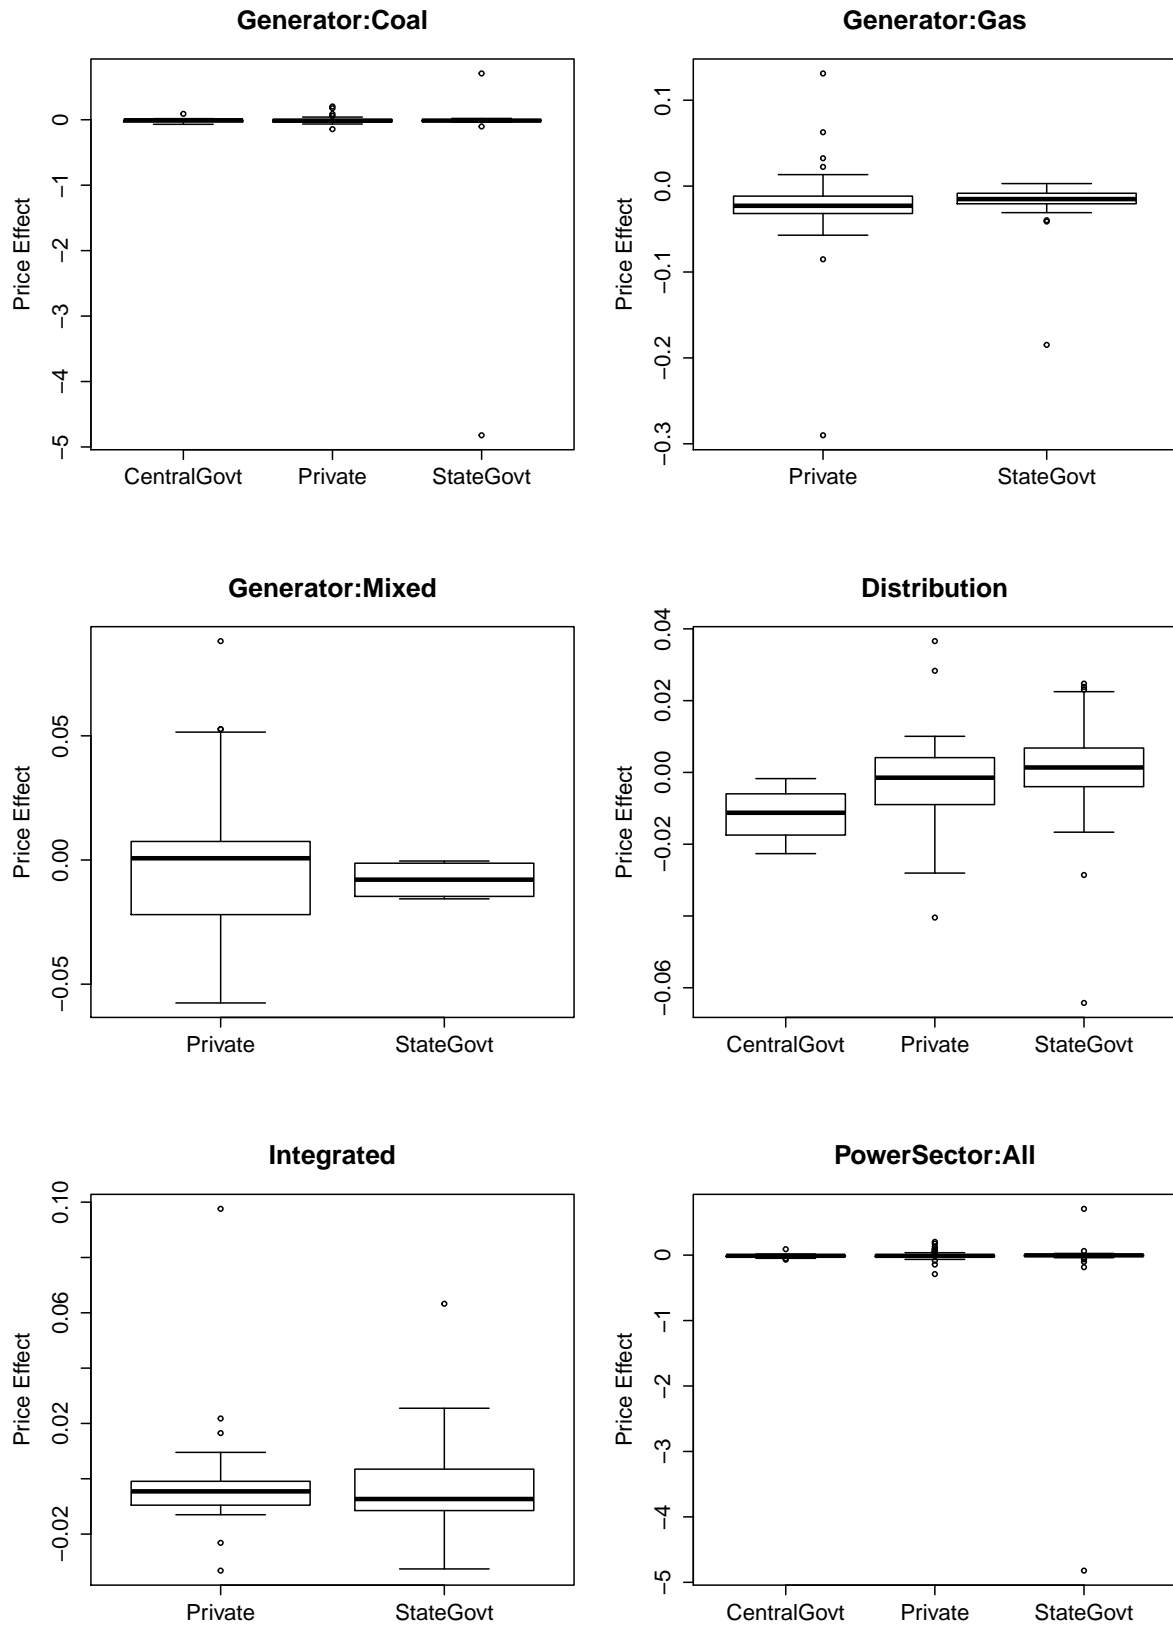 Generator:Coal
Price Effect
0
−1
−2
−3
−4
−5
CentralGovt
Private
StateGovt
Generator:Gas
Price Effect
0.1
0.0
−0.1
−0.2
−0.3
Private
StateGovt
Generator:Mixed
Price Effect
0.05
0.00
−0.05
Private
StateGovt
Distribution
Price Effect
0.04
0.02
0.00
−0.02
−0.06
CentralGovt
Private
StateGovt
Integrated
Price Effect
0.10
0.06
0.02
−0.02
Private
StateGovt
PowerSector:All
Price Effect
0
−1
−2
−3
−4
−5
CentralGovt
Private
StateGovt